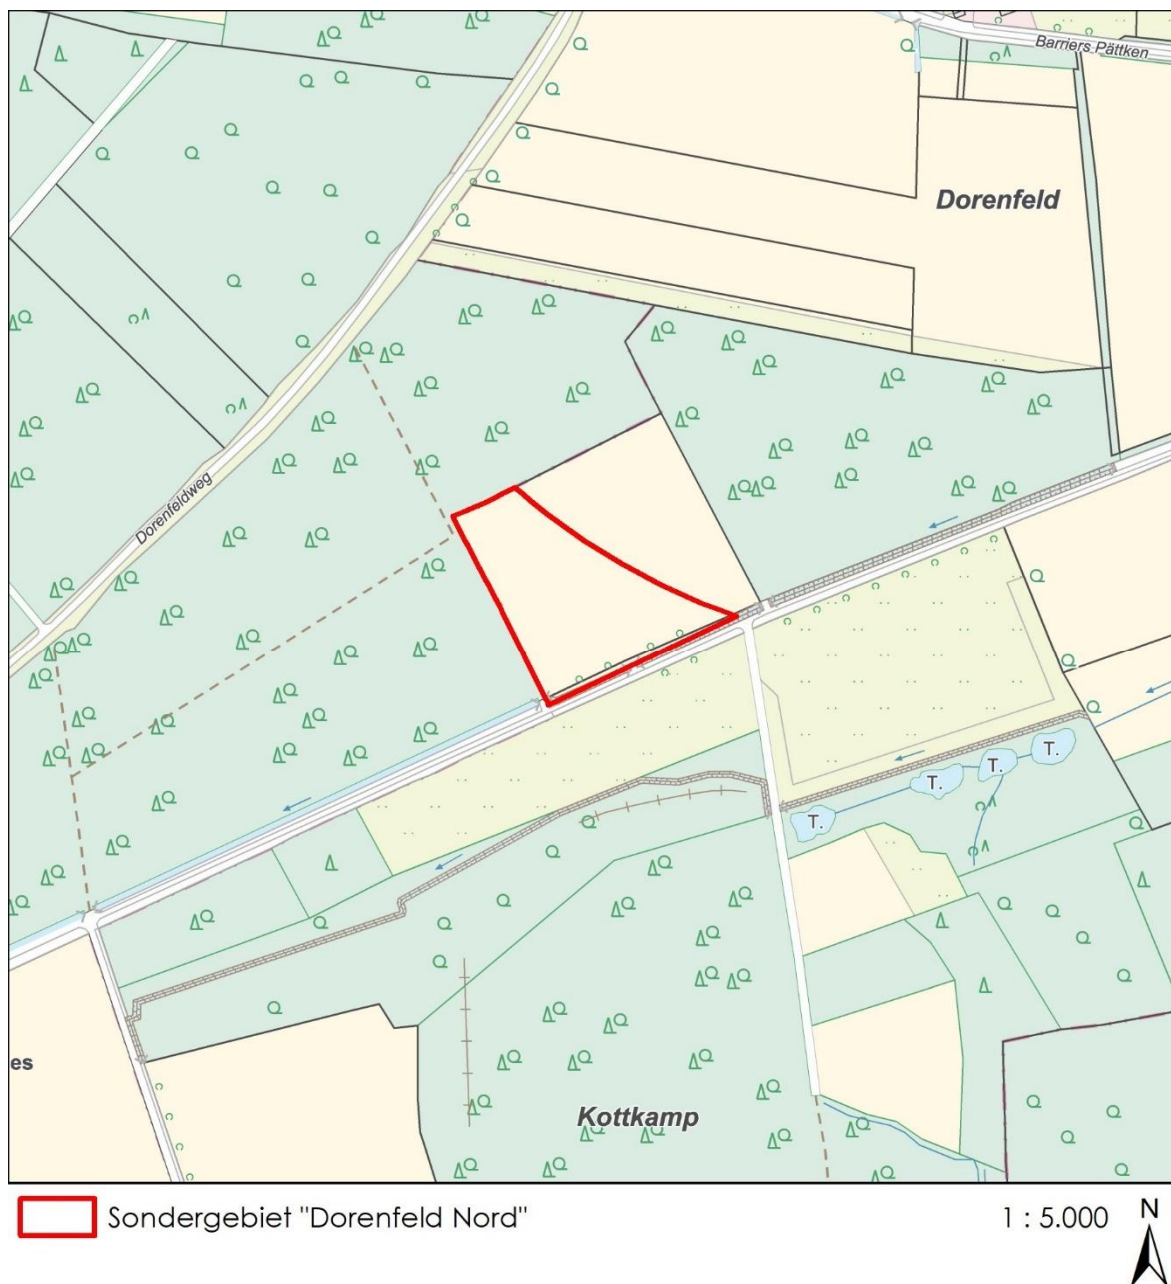 Barriers Pättken
Dorenfeld
Dorenfeldweg
T.
T.
T.
T.
es
Kottkamp
Sondergebiet "Dorenfeld Nord"
1 : 5.000
N